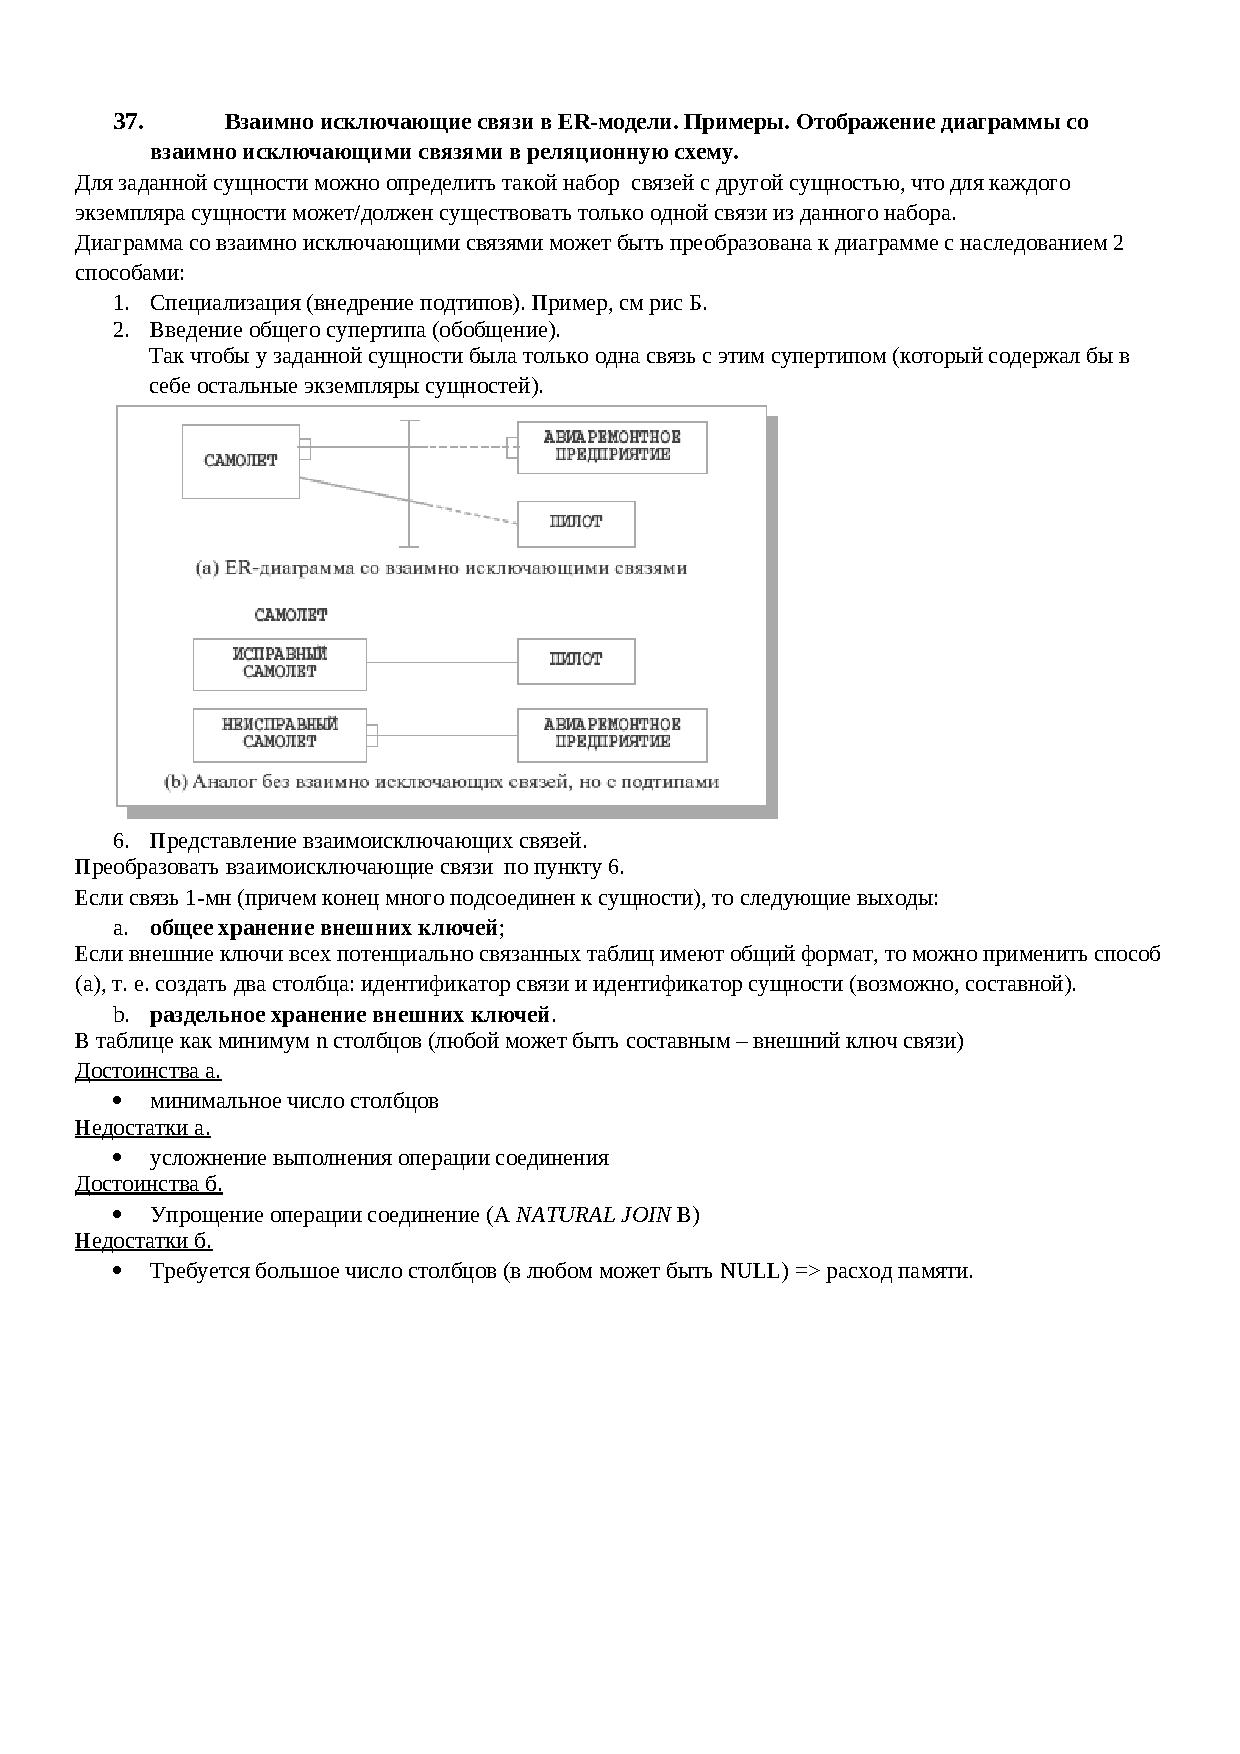 37. Взаимно исключающие связи в ER-модели. Примеры. Отображение диаграммы со
взаимно исключающими связями в реляционную схему.
Для заданной сущности можно определить такой набор  связей с другой сущностью, что для каждого
экземпляра сущности может/должен существовать только одной связи из данного набора.
Диаграмма со взаимно исключающими связями может быть преобразована к диаграмме с наследованием 2
способами:
1. Специализация (внедрение подтипов). Пример, см рис Б.
2. Введение общего супертипа (обобщение).
Так чтобы у заданной сущности была только одна связь с этим супертипом (который содержал бы в
себе остальные экземпляры сущностей).
САМОЛЕТ
АВИАРЕМОНТНОЕ
ПРЕДПРИЯТИЕ
ПИЛОТ
(a) ER-диаграмма со взаимно исключающими связями
САМОЛЕТ
ИСПРАВНЫЙ
САМОЛЕТ
ПИЛОТ
НЕИСПРАВНЫЙ
САМОЛЕТ
АВИАРЕМОНТНОЕ
ПРЕДПРИЯТИЕ
(b) Аналог без взаимно исключающих связей, но с подтипами
6. Представление взаимоисключающих связей.
Преобразовать взаимоисключающие связи  по пункту 6.
Если связь 1-мн (причем конец много подсоединен к сущности), то следующие выходы:
a. общее хранение внешних ключей;
Если внешние ключи всех потенциально связанных таблиц имеют общий формат, то можно применить способ
(а), т. е. создать два столбца: идентификатор связи и идентификатор сущности (возможно, составной).
b. раздельное хранение внешних ключей.
В таблице как минимум n столбцов (любой может быть составным – внешний ключ связи)
Достоинства а.
• минимальное число столбцов
Недостатки а.
• усложнение выполнения операции соединения
Достоинства б.
• Упрощение операции соединение (A NATURAL JOIN B)
Недостатки б.
• Требуется большое число столбцов (в любом может быть NULL) => расход памяти.